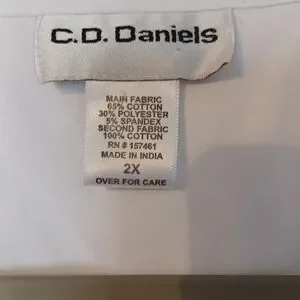 C.D. Daniels
MAIN FABRIC
65% COTTON
30% POLYESTER
5% SPANDEX
SECOND FABRIC
100% COTTON
RN # 157461
MADE IN INDIA
2X
OVER FOR CARE